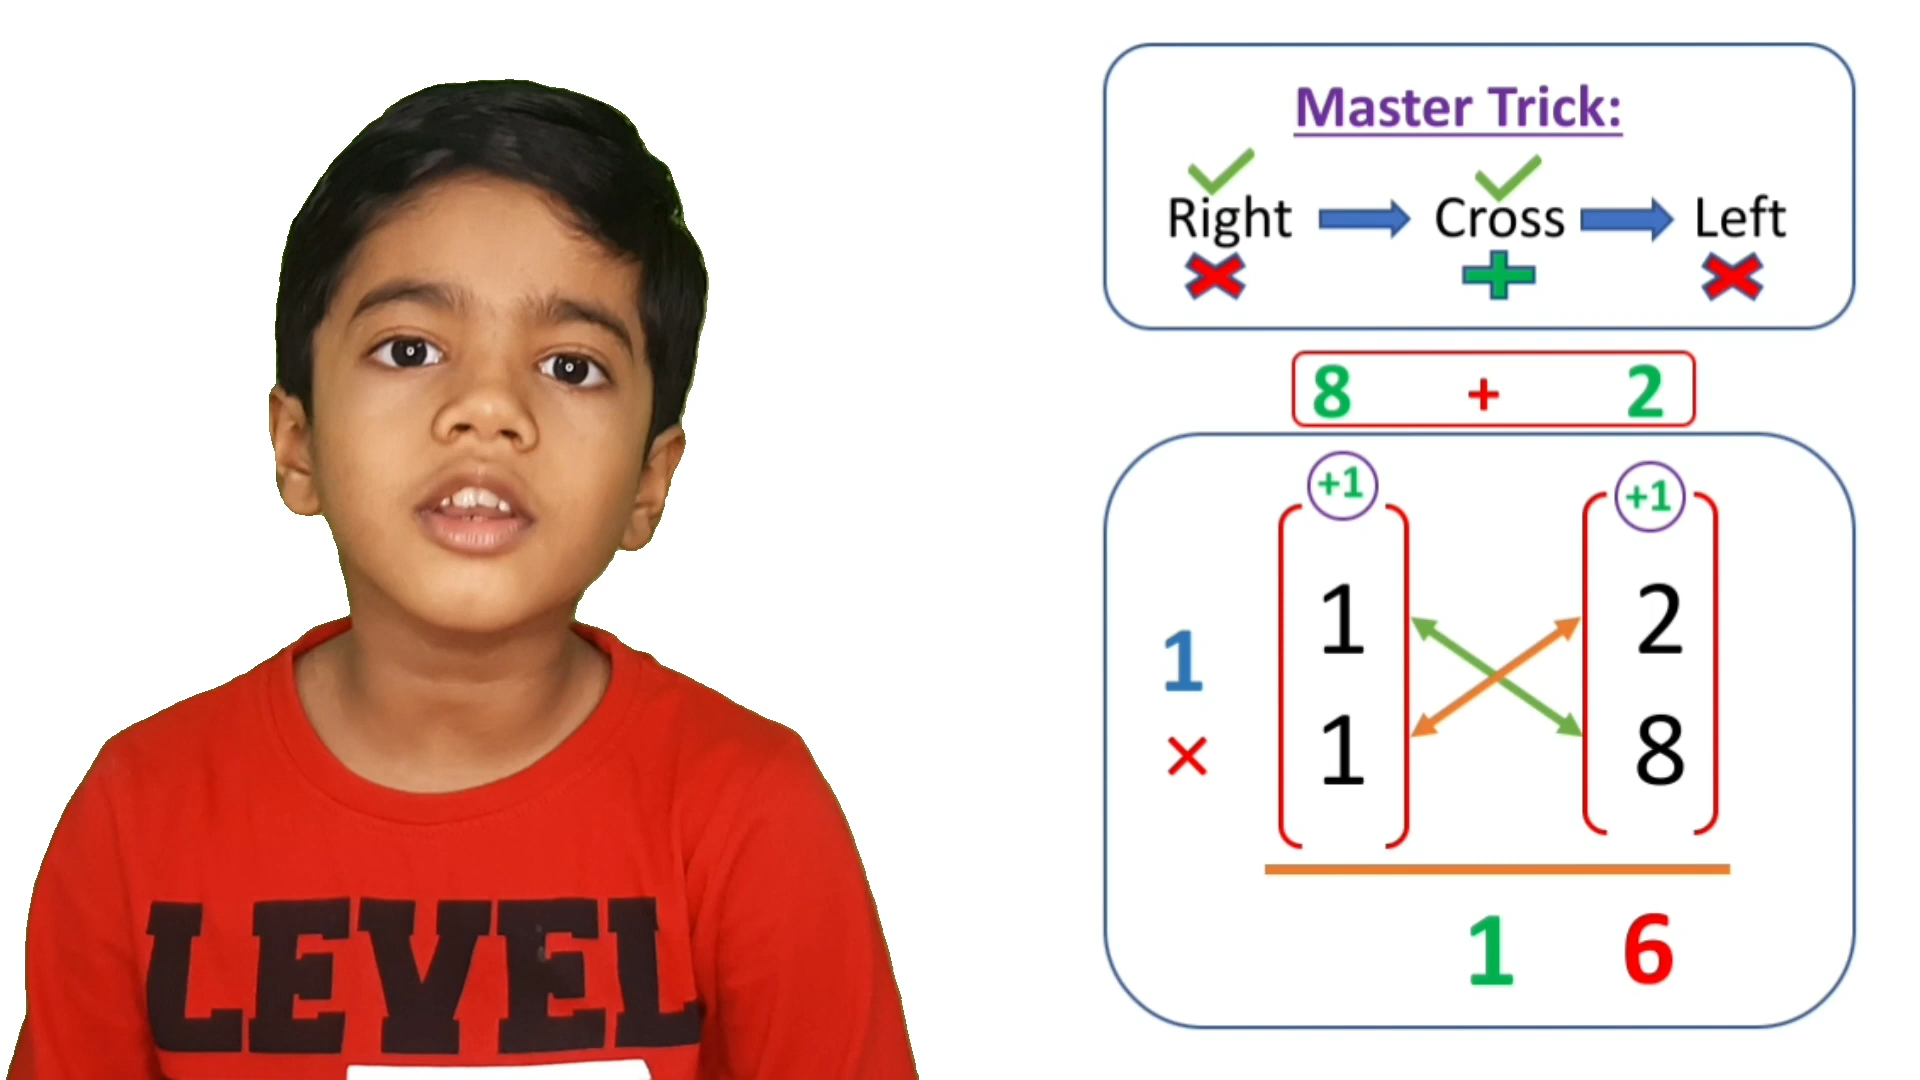 LEVEL
Master Trick:
Right Cross Left
8 + 2
+1 +1
1 2
1
× 1 8
1 6